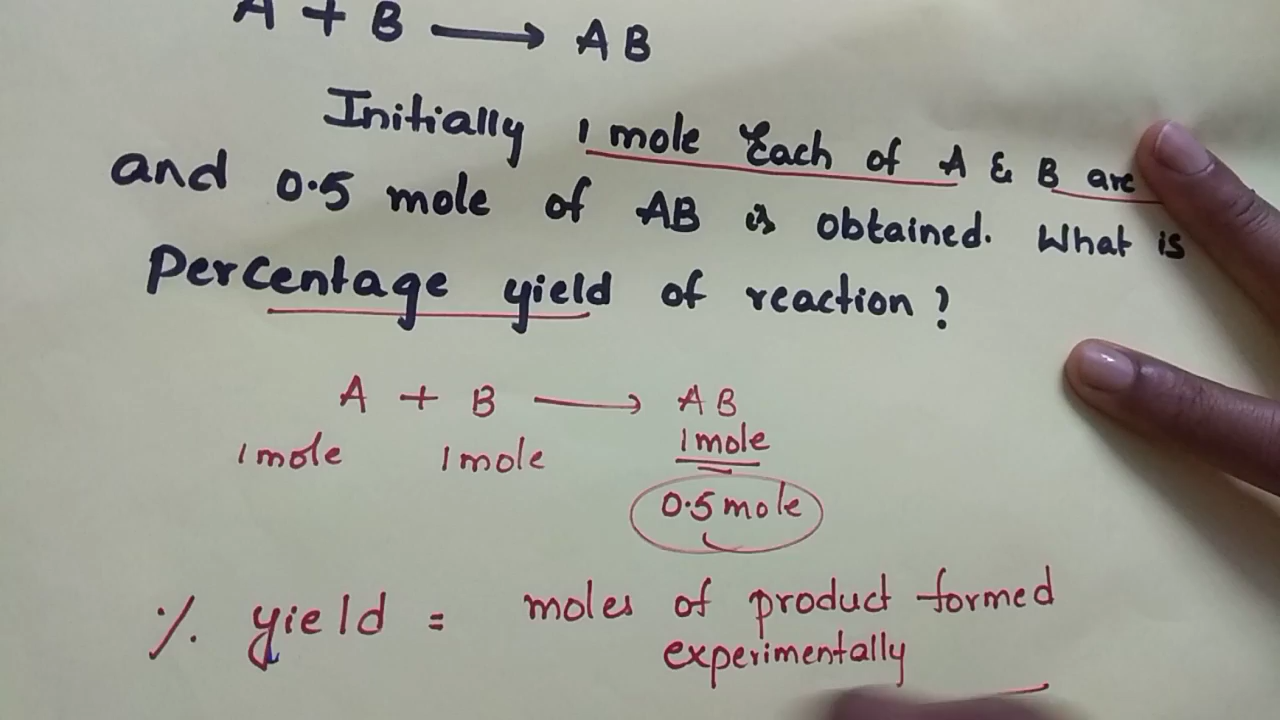 A + B ⟶ AB
Initially 1 mole Each of A & B are
and 0.5 mole of AB is obtained. What is
Percentage yield of reaction?
A + B ⟶ AB
1 mole 1 mole 1 mole
0.5 mole
% yield = moles of product formed
experimentally